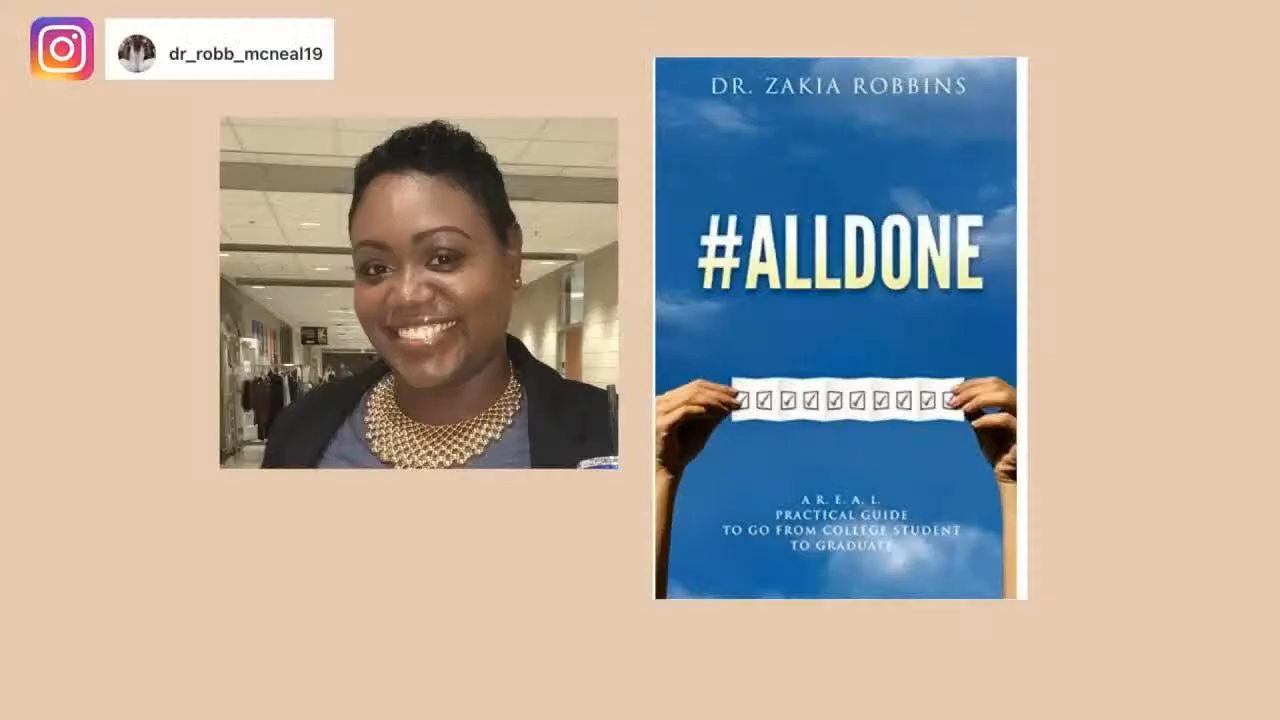 dr_robb_mcneal19
DR. ZAKIA ROBBINS
#ALLDONE
A R. E. A. L.
PRACTICAL GUIDE
TO GO FROM COLLEGE STUDENT
TO GRADUATE